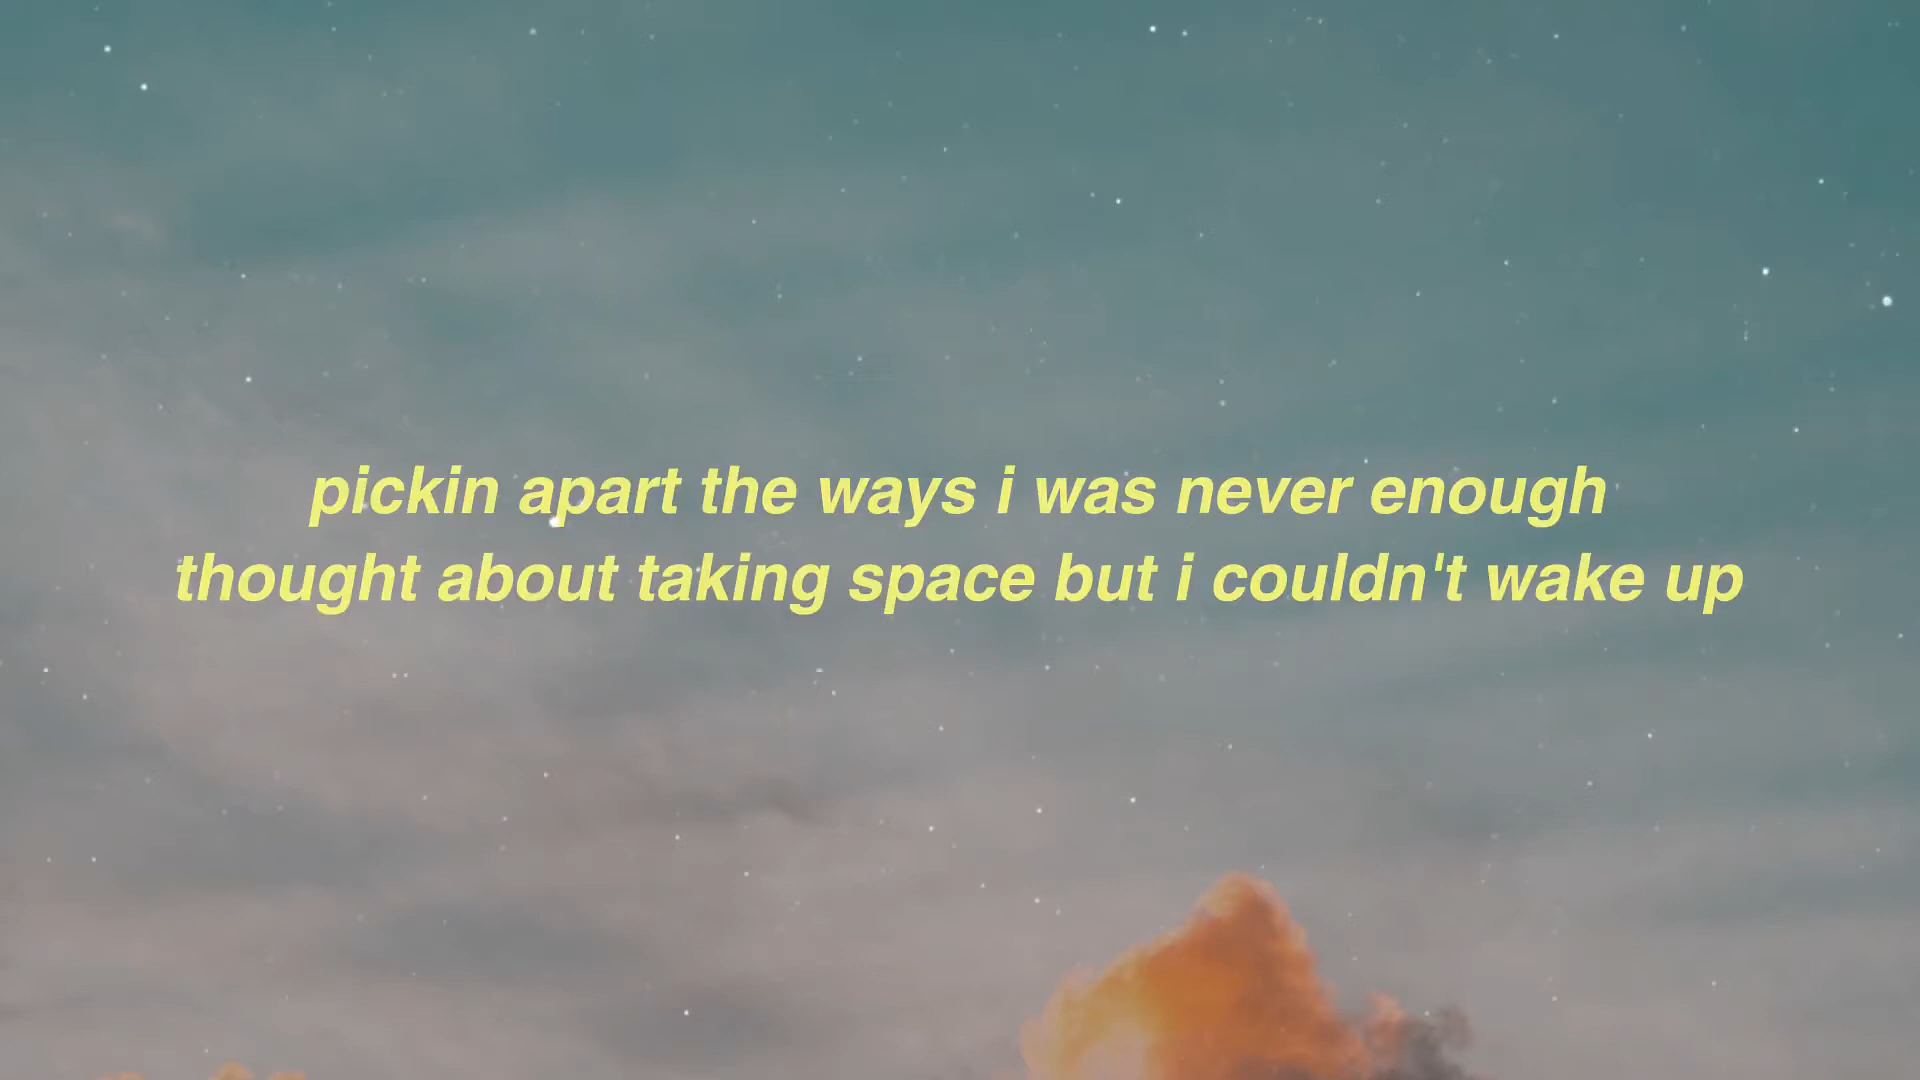 pickin apart the ways i was never enough
thought about taking space but i couldn't wake up